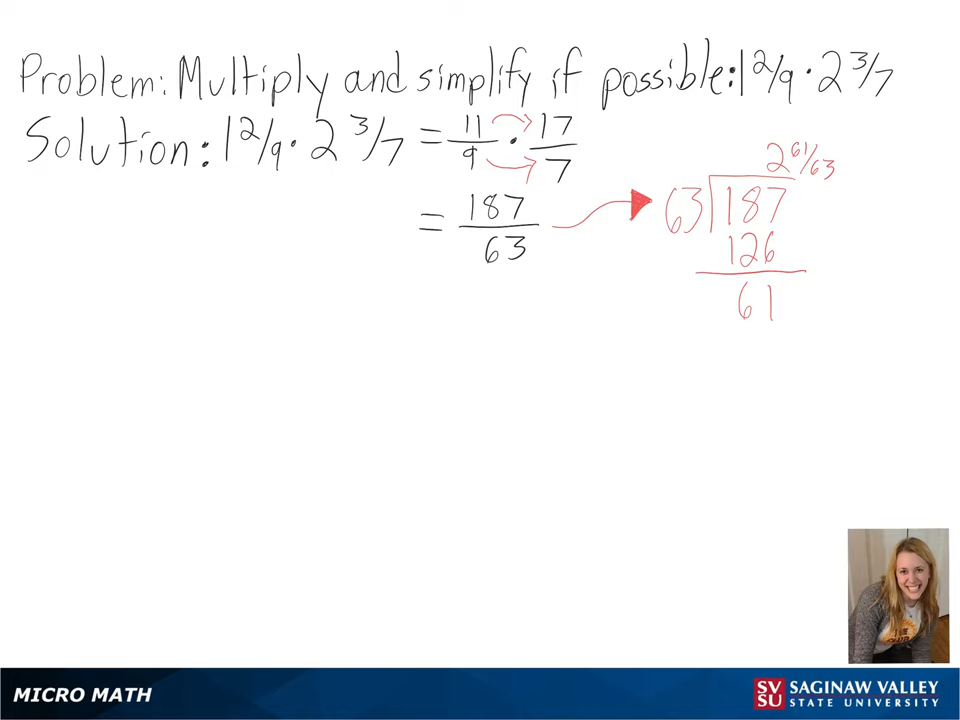 Problem: Multiply and simplify if possible: 1 2/9 · 2 3/7
Solution: 1 2/9 · 2 3/7 = 11/9 · 17/7
= 187/63
2 61/63
63 187
126
61
MICRO MATH
SVSU SAGINAW VALLEY
STATE UNIVERSITY